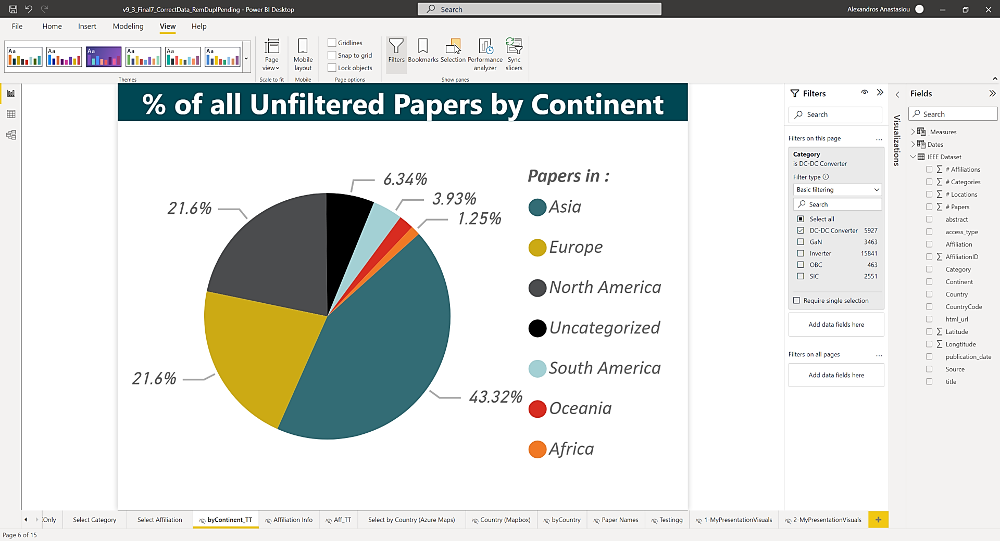 v9_3_Final7_CorrectData_RemDuplPending - Power BI Desktop
Search
Alexandros Anastasiou
File
Home
Insert
Modeling
View
Help
Aa
Aa
Aa
Aa
Aa
Aa
Themes
Page view
Scale to fit
Mobile layout
Mobile
Gridlines
Snap to grid
Lock objects
Page options
Filters
Bookmarks
Selection
Performance analyzer
Sync slicers
Show panes
% of all Unfiltered Papers by Continent
6.34%
3.93%
1.25%
21.6%
21.6%
43.32%
Papers in :
Asia
Europe
North America
Uncategorized
South America
Oceania
Africa
Filters
Search
Filters on this page
...
Category
is DC-DC Converter
Filter type
Basic filtering
Search
Select all
DC-DC Converter 5927
GaN 3463
Inverter 15841
OBC 463
SiC 2551
Require single selection
Add data fields here
Filters on all pages
...
Add data fields here
Visualizations
Fields
Search
_Measures
Dates
IEEE Dataset
∑ # Affiliations
∑ # Categories
∑ # Locations
∑ # Papers
abstract
access_type
Affiliation
∑ AffiliationID
Category
Continent
Country
CountryCode
html_url
∑ Latitude
∑ Longtitude
publication_date
Source
title
Only
Select Category
Select Affiliation
byContinent_TT
Affiliation Info
Aff_TT
Select by Country (Azure Maps)
Country (Mapbox)
byCountry
Paper Names
Testingg
1-MyPresentationVisuals
2-MyPresentationVisuals
+
Page 6 of 15